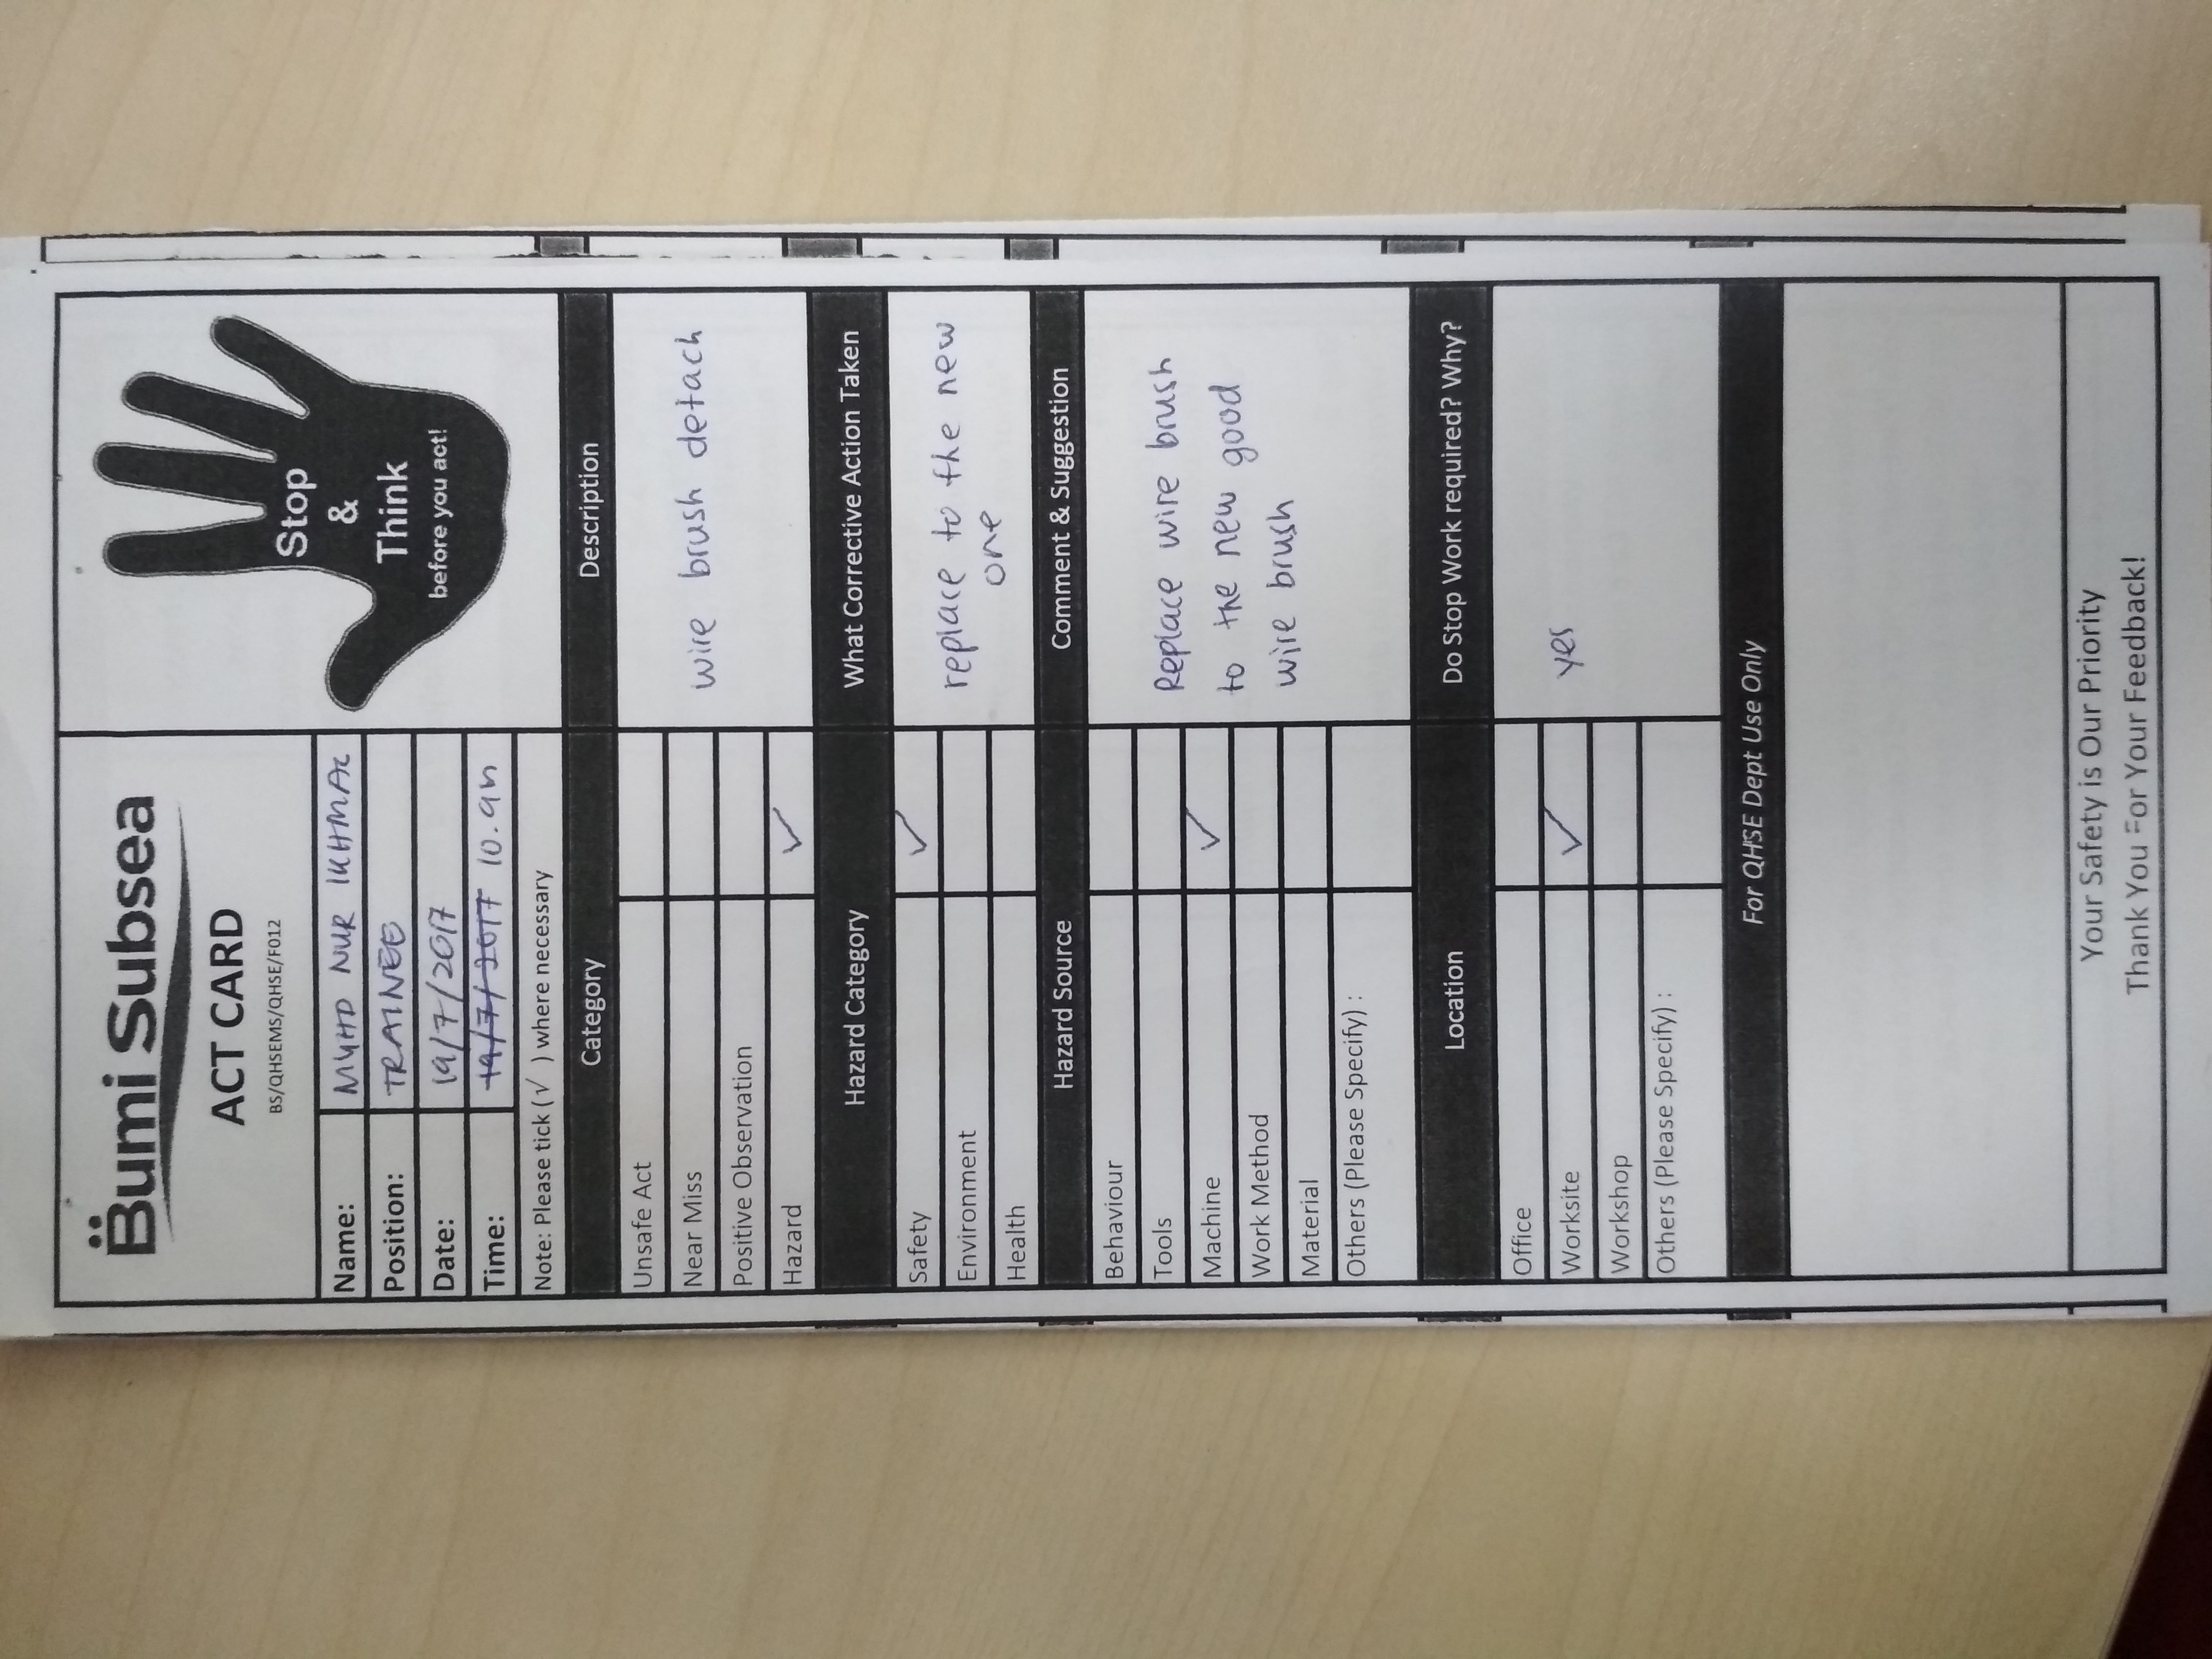 Bumi Subsea
ACT CARD
BS/QHSEMS/QHSE/F012
Stop
&
Think
before you act!
Name: MUHD NUR IKHMAL
Position: TRAINEE
Date: 19/7/2017
Time: 19/7/2017 10.am
Note: Please tick (√ ) where necessary
Category
Description
Unsafe Act
Near Miss
Positive Observation
Hazard ✓
wire brush detach
Hazard Category
What Corrective Action Taken
Safety ✓
Environment
Health
replace to the new
one
Hazard Source
Comment & Suggestion
Behaviour
Tools
Machine ✓
Work Method
Material
Others (Please Specify) :
Replace wire brush
to the new good
wire brush
Location
Do Stop Work required? Why?
Office
Worksite ✓
Workshop
Others (Please Specify) :
yes
For QHSE Dept Use Only
Your Safety is Our Priority
Thank You For Your Feedback!